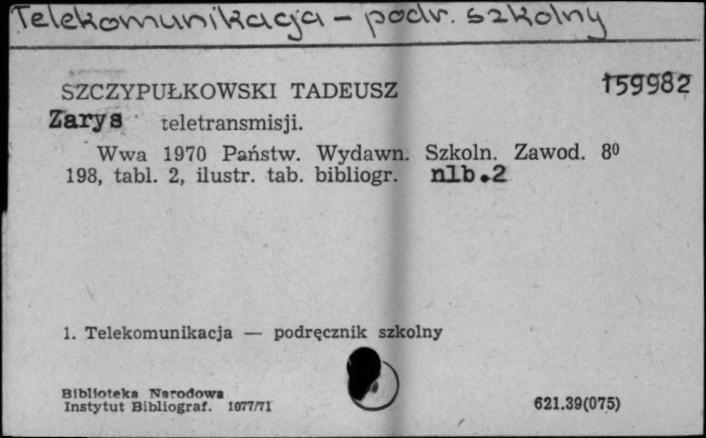 Telekomunikacja - podr. szkolny
SZCZYPUŁKOWSKI TADEUSZ 159982
Zarys teletransmisji.
Wwa 1970 Państw. Wydawn. Szkoln. Zawod. 8⁰
198, tabl. 2, ilustr. tab. bibliogr. nlb.2
1. Telekomunikacja — podręcznik szkolny
Biblioteka Narodowa
Instytut Bibliograf. 1077/71 621.39(075)